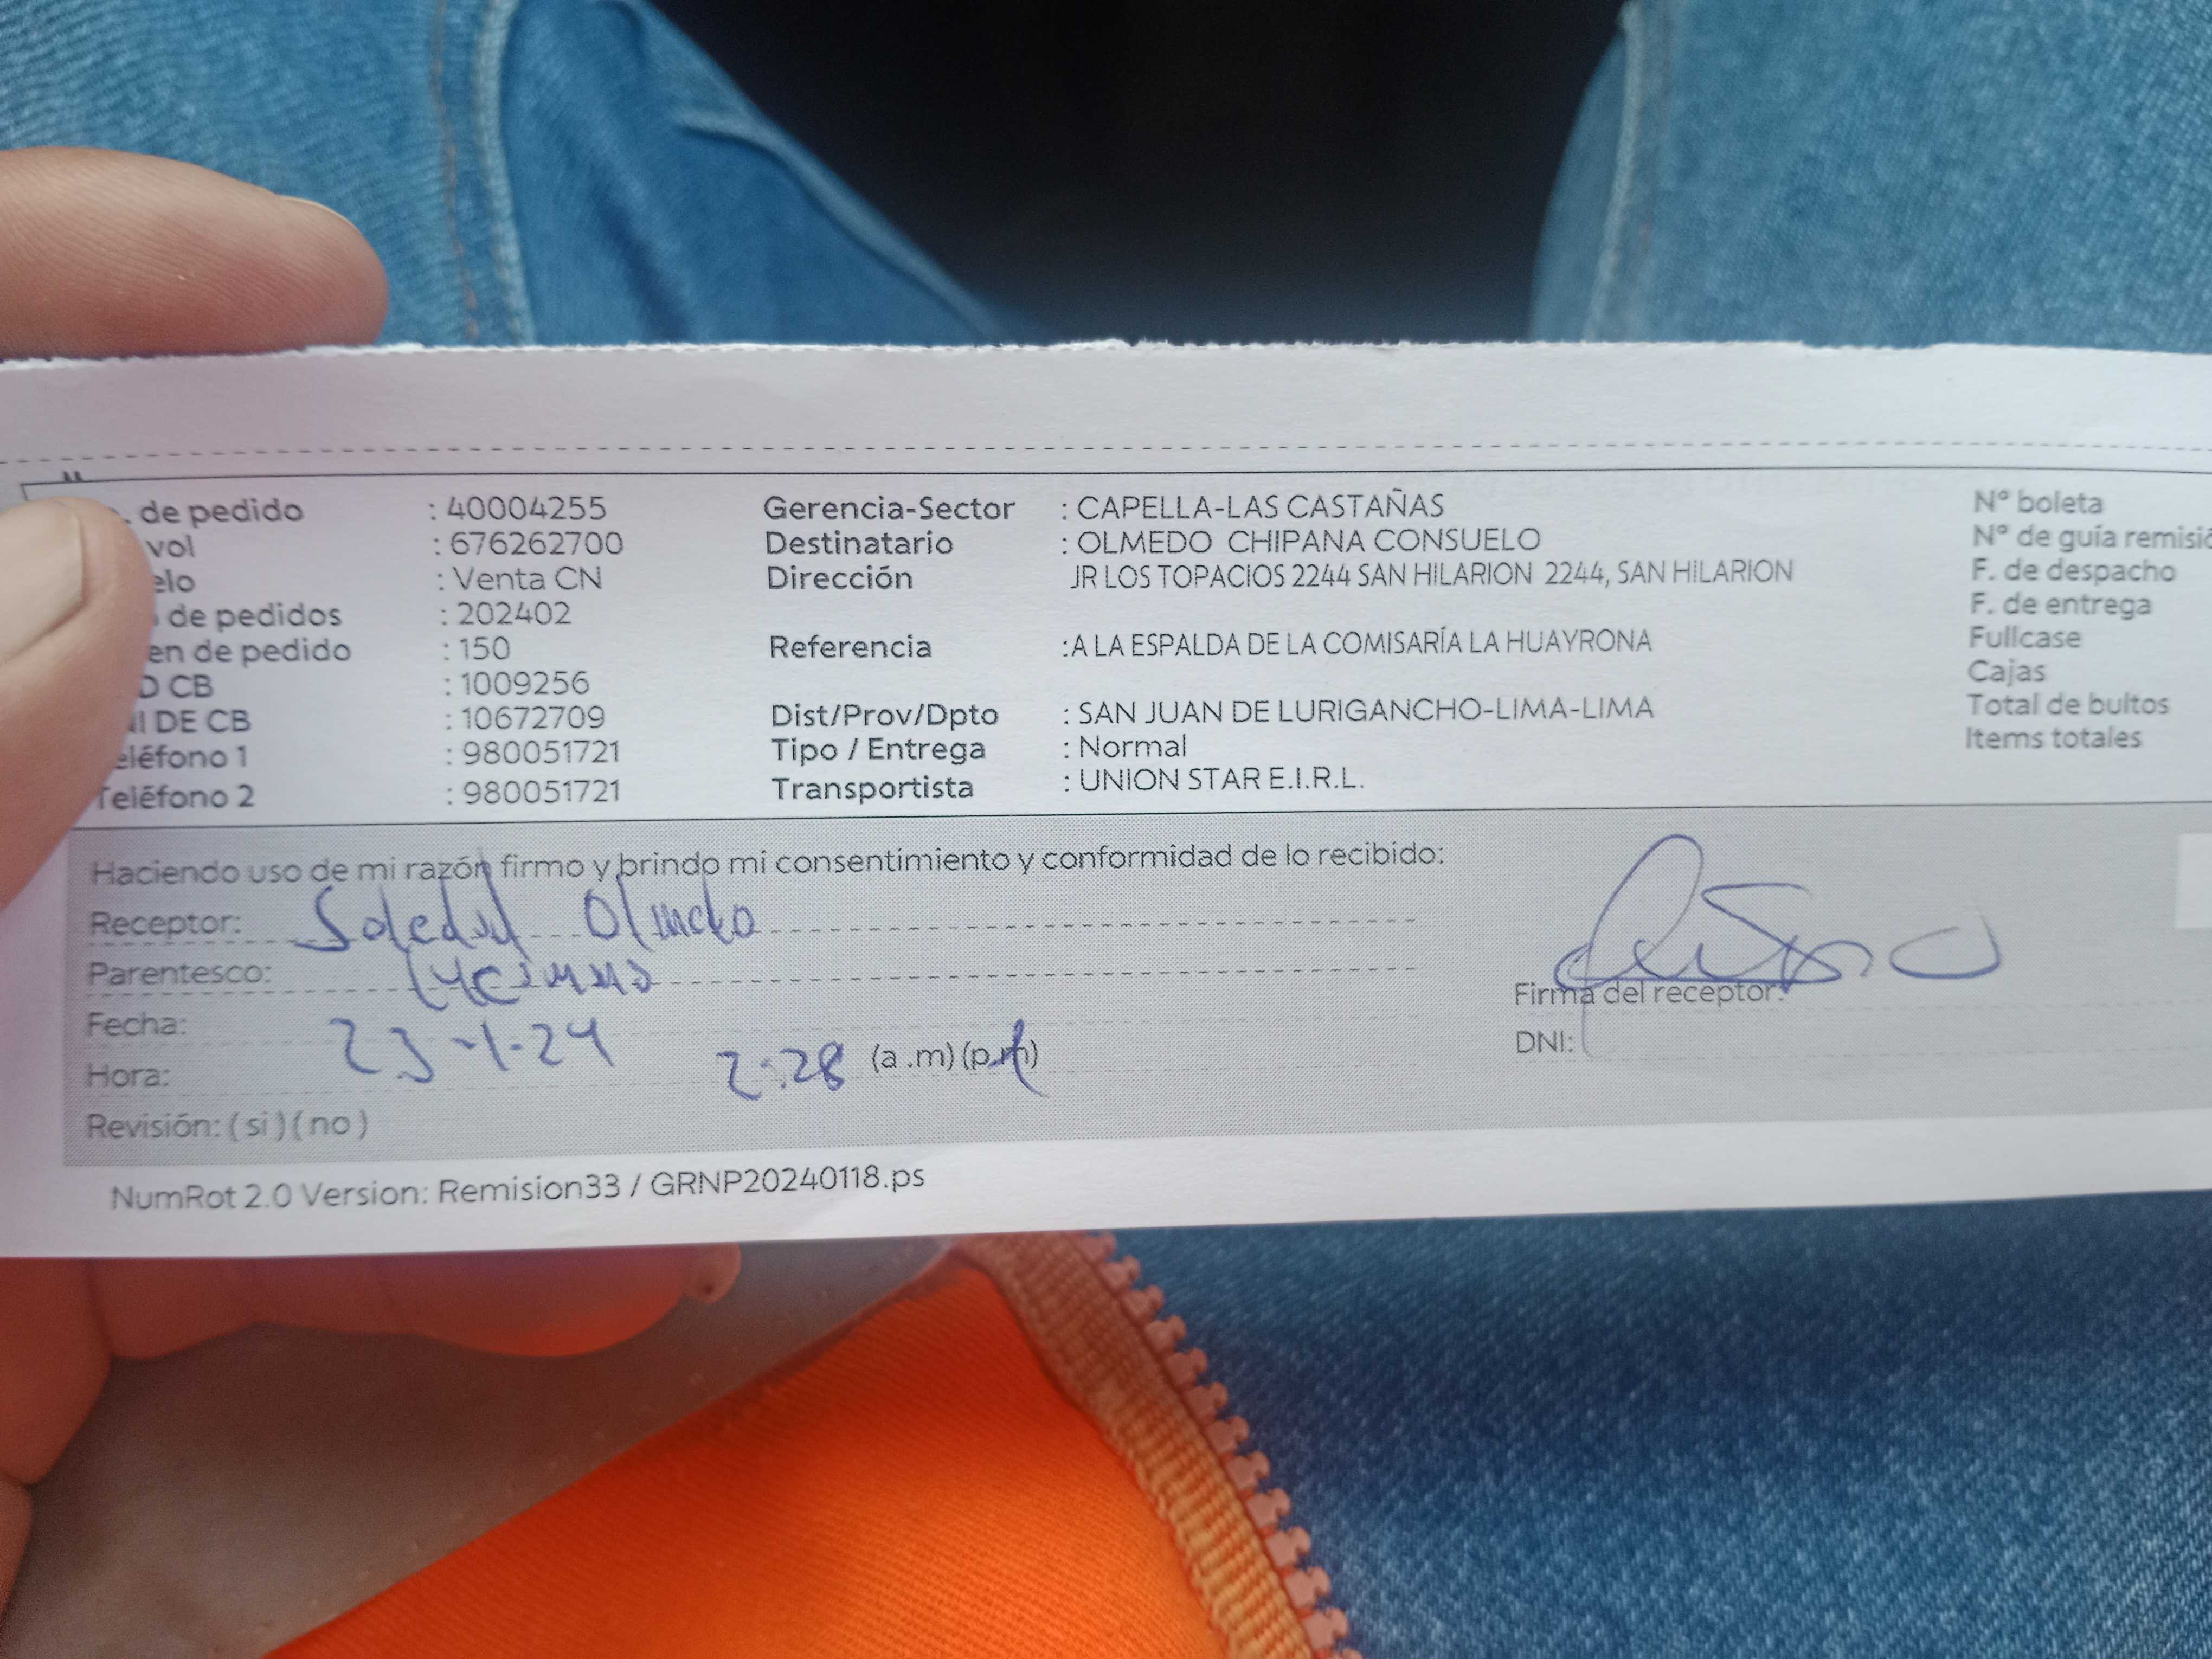 de pedido : 40004255 Gerencia-Sector : CAPELLA-LAS CASTAÑAS Nº boleta
vol : 676262700 Destinatario : OLMEDO CHIPANA CONSUELO Nº de guía remisió
elo : Venta CN Dirección JR LOS TOPACIOS 2244 SAN HILARION 2244, SAN HILARION F. de despacho
de pedidos : 202402 F. de entrega
en de pedido : 150 Referencia :A LA ESPALDA DE LA COMISARÍA LA HUAYRONA Fullcase
D CB : 1009256 Cajas
NI DE CB : 10672709 Dist/Prov/Dpto : SAN JUAN DE LURIGANCHO-LIMA-LIMA Total de bultos
eléfono 1 : 980051721 Tipo / Entrega : Normal Items totales
Teléfono 2 : 980051721 Transportista : UNION STAR E.I.R.L.
Haciendo uso de mi razón firmo y brindo mi consentimiento y conformidad de lo recibido:
Receptor: Soledad Olmedo
Parentesco:
Firma del receptor:
Fecha: 23-1-24
DNI:
Hora: 2:28 (a .m) (p.m)
Revisión: ( si ) ( no )
NumRot 2.0 Version: Remision33 / GRNP20240118.ps